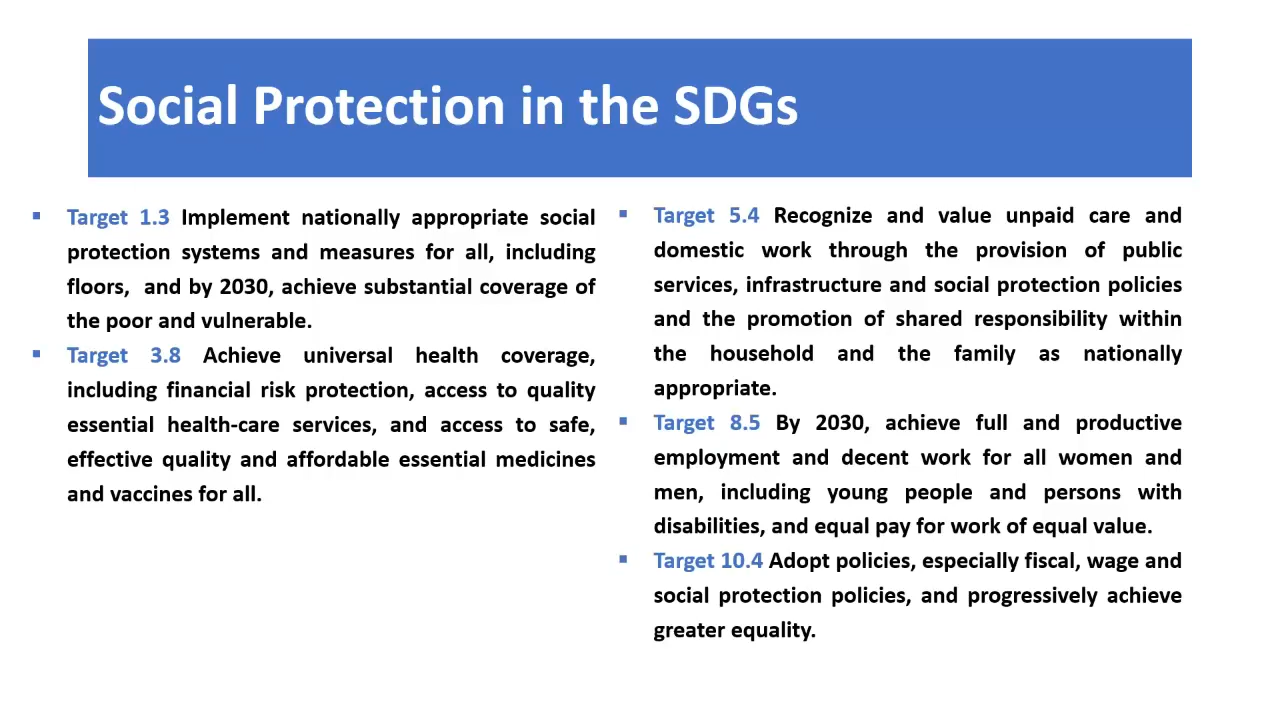 Social Protection in the SDGs
▪ Target 1.3 Implement nationally appropriate social
protection systems and measures for all, including
floors, and by 2030, achieve substantial coverage of
the poor and vulnerable.
▪ Target 3.8 Achieve universal health coverage,
including financial risk protection, access to quality
essential health-care services, and access to safe,
effective quality and affordable essential medicines
and vaccines for all.
▪ Target 5.4 Recognize and value unpaid care and
domestic work through the provision of public
services, infrastructure and social protection policies
and the promotion of shared responsibility within
the household and the family as nationally
appropriate.
▪ Target 8.5 By 2030, achieve full and productive
employment and decent work for all women and
men, including young people and persons with
disabilities, and equal pay for work of equal value.
▪ Target 10.4 Adopt policies, especially fiscal, wage and
social protection policies, and progressively achieve
greater equality.